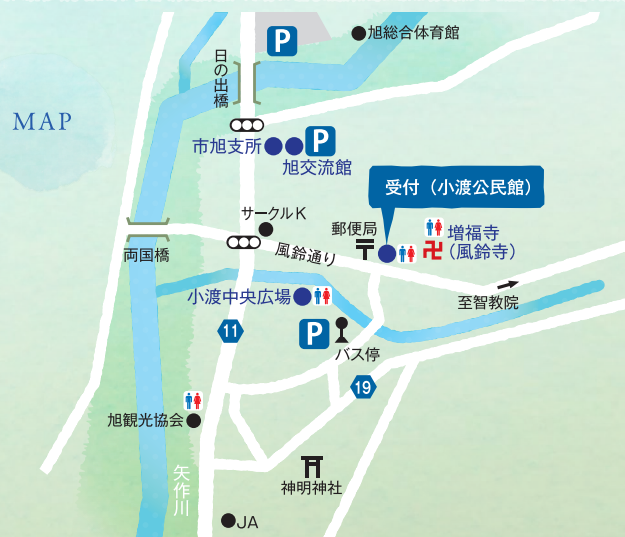 P
旭総合体育館
日の出橋
MAP
市旭支所
P
旭交流館
受付（小渡公民館）
サークルK
郵便局
増福寺
（風鈴寺）
両国橋
風鈴通り
至智教院
小渡中央広場
11
P
バス停
19
旭観光協会
矢作川
神明神社
JA